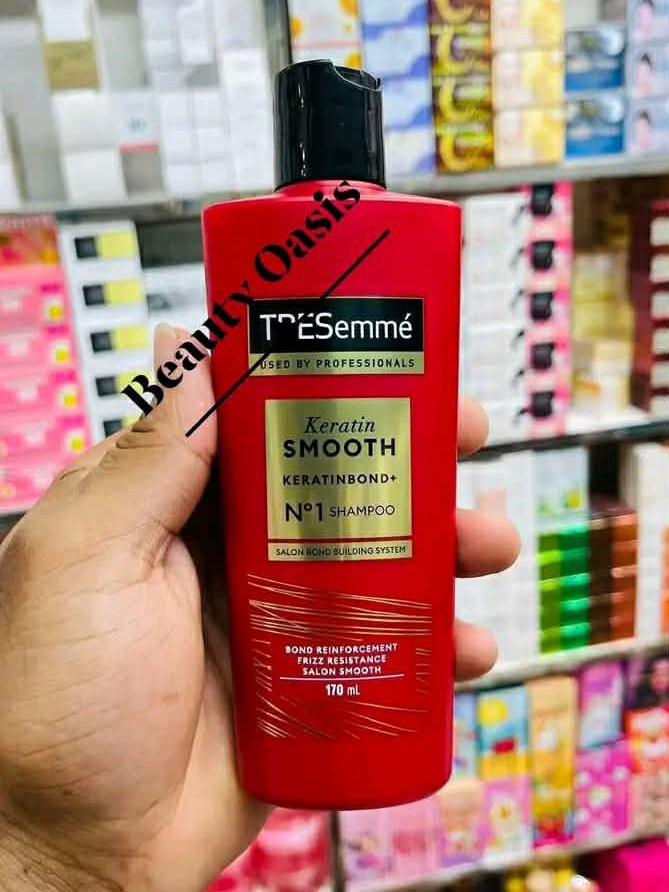 Beauty Oasis
TRESemmé
USED BY PROFESSIONALS
Keratin
SMOOTH
KERATINBOND+
Nº1 SHAMPOO
SALON BOND BUILDING SYSTEM
BOND REINFORCEMENT
FRIZZ RESISTANCE
SALON SMOOTH
170 mL